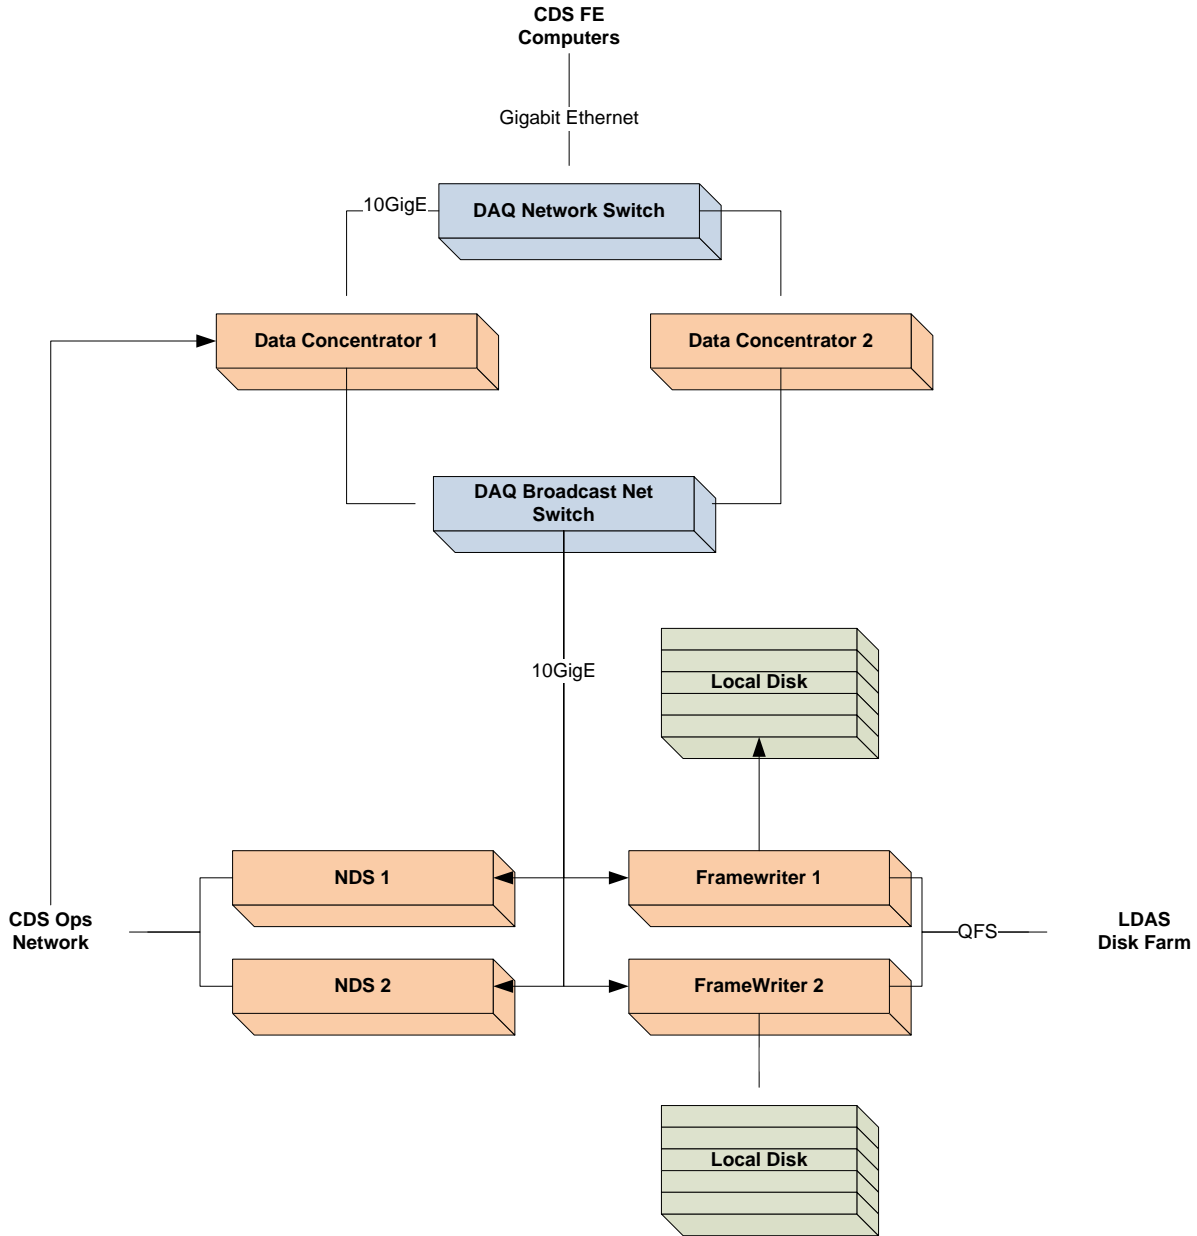 CDS FE
Computers
Gigabit Ethernet
10GigE
DAQ Network Switch
Data Concentrator 1
Data Concentrator 2
DAQ Broadcast Net
Switch
10GigE
Local Disk
NDS 1
Framewriter 1
CDS Ops
Network
QFS
LDAS
Disk Farm
NDS 2
FrameWriter 2
Local Disk